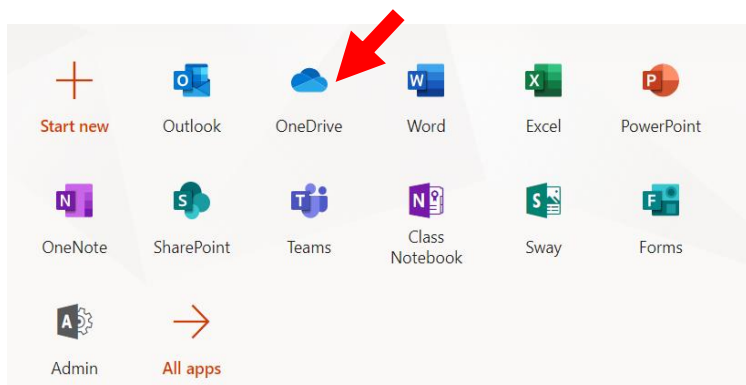 Start new
Outlook
OneDrive
Word
Excel
PowerPoint
OneNote
SharePoint
Teams
Class
Notebook
Sway
Forms
Admin
All apps